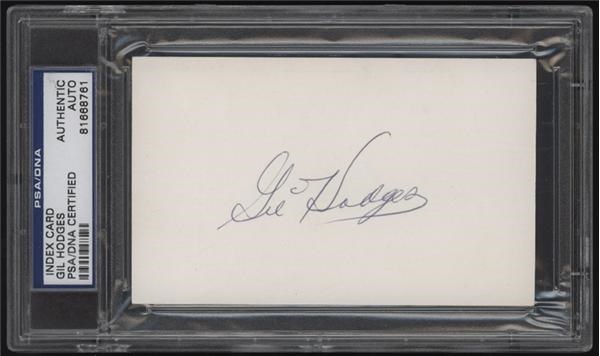 PSA/DNA
INDEX CARD
GIL HODGES
PSA/DNA CERTIFIED
AUTHENTIC
AUTO
81668761
Gil Hodges